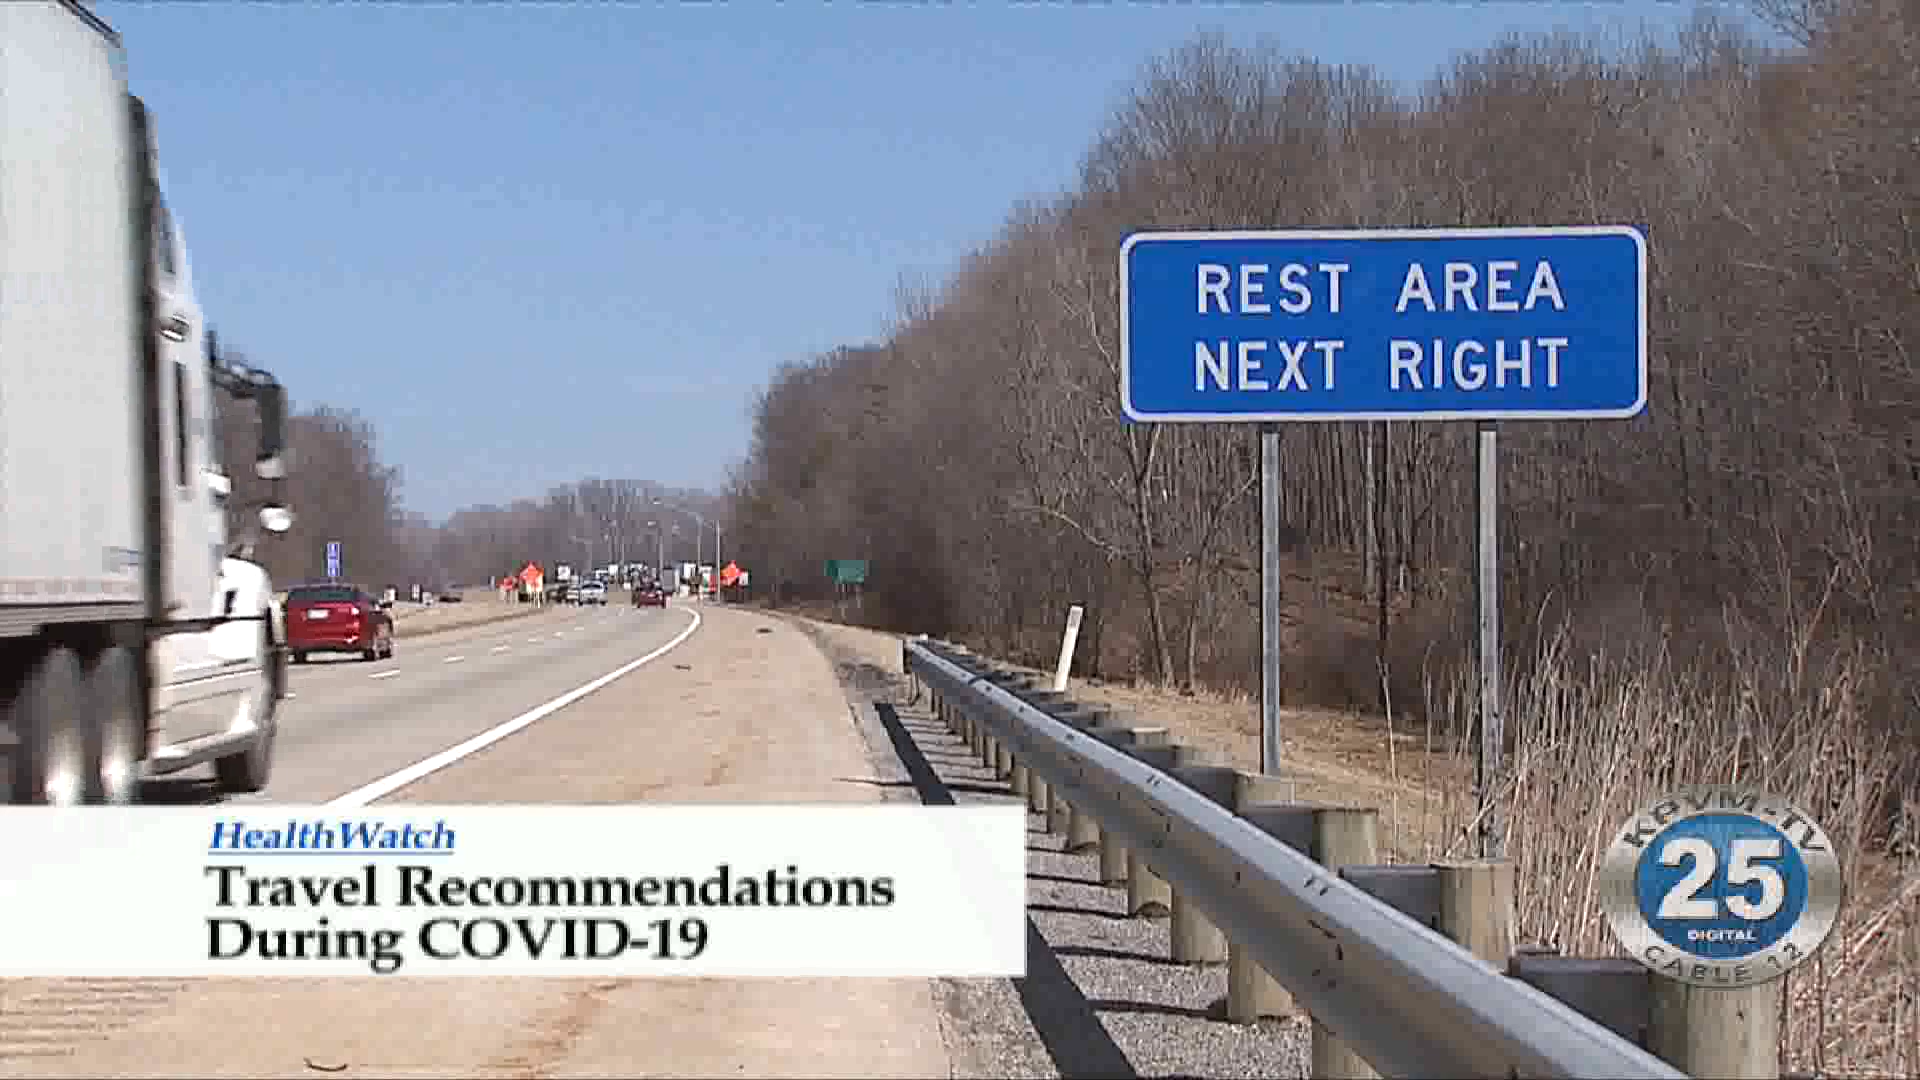 REST AREA
NEXT RIGHT
HealthWatch
Travel Recommendations
During COVID-19
KPVM-TV
25
DIGITAL
CABLE 12